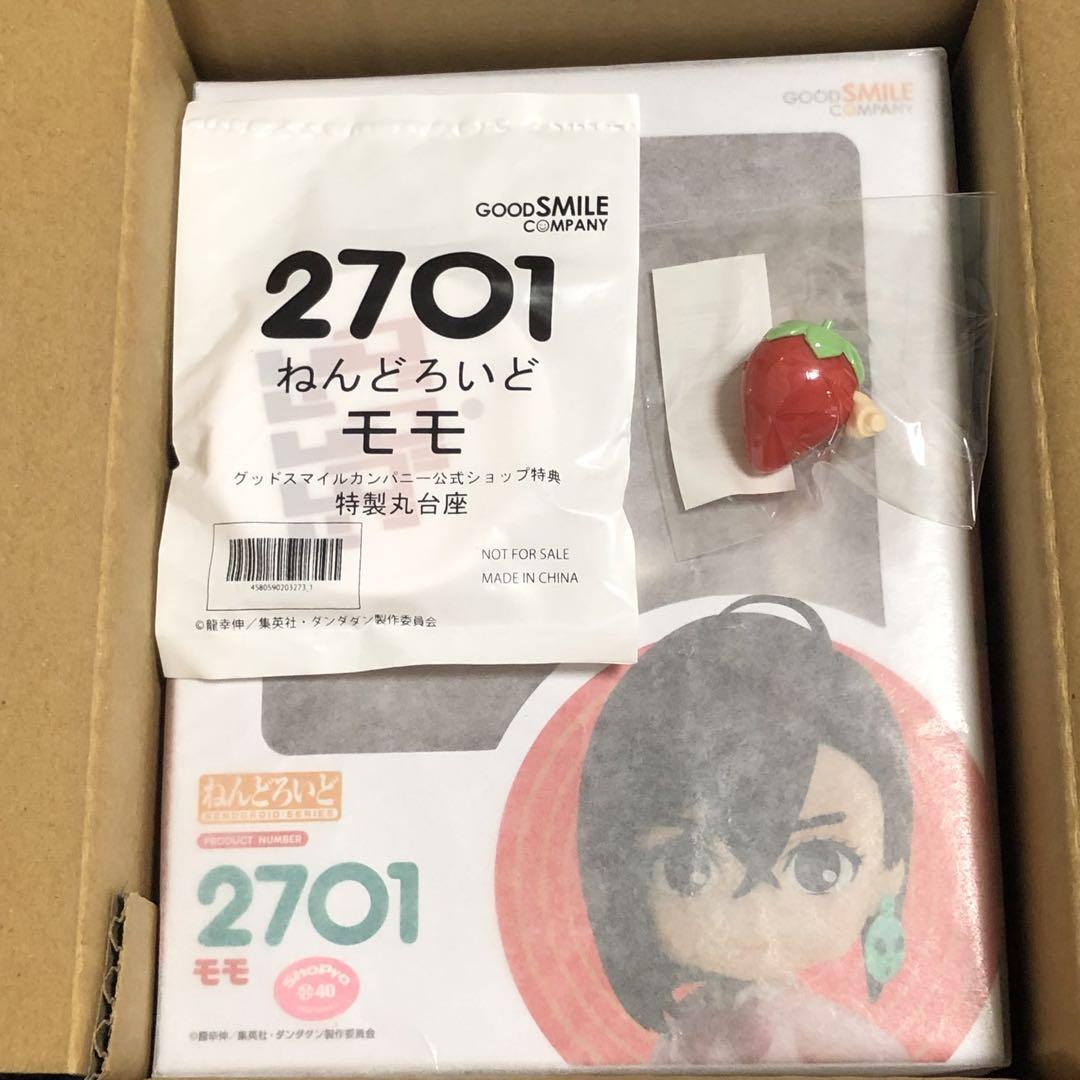 GOODSMILE
COMPANY
GOODSMILE
COMPANY
2701
ねんどろいど
モモ
グッドスマイルカンパニー公式ショップ特典
特製丸台座
4580590203273_1
NOT FOR SALE
MADE IN CHINA
©龍幸伸／集英社・ダンダダン製作委員会
ねんどろいど
NENDOROID・SERIES
PRODUCT NUMBER
2701
モモ
ShoPro
40
©龍幸伸／集英社・ダンダダン製作委員会